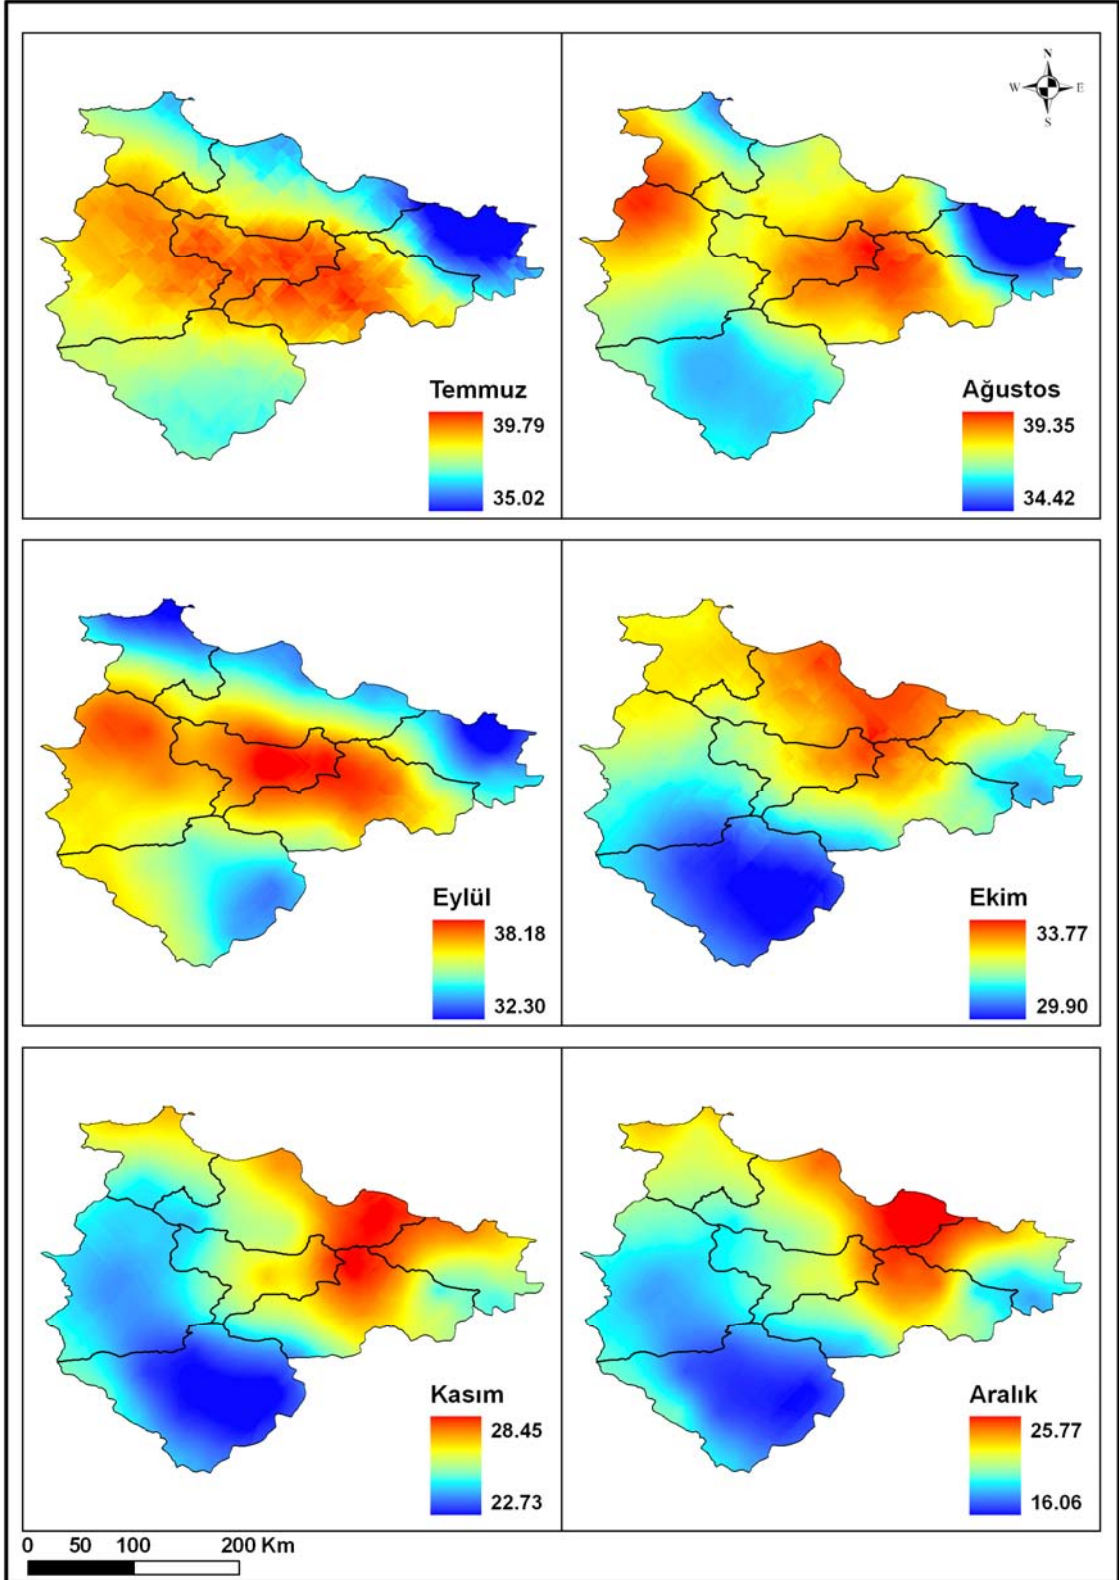 N
W E
S
Temmuz
39.79
35.02
Ağustos
39.35
34.42
Eylül
38.18
32.30
Ekim
33.77
29.90
Kasım
28.45
22.73
Aralık
25.77
16.06
0 50 100 200 Km